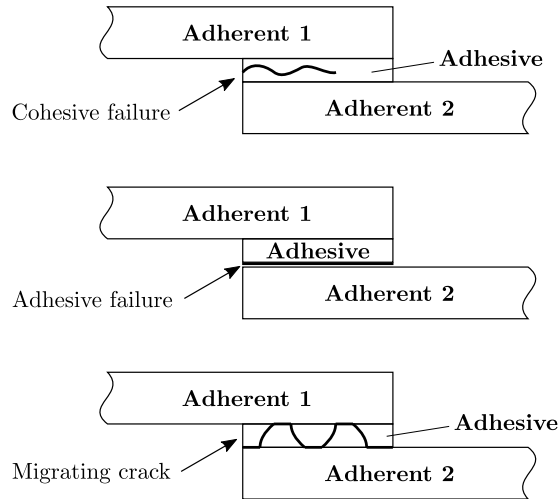 Adherent 1
Adhesive
Cohesive failure
Adherent 2
Adherent 1
Adhesive
Adhesive failure
Adherent 2
Adherent 1
Adhesive
Migrating crack
Adherent 2